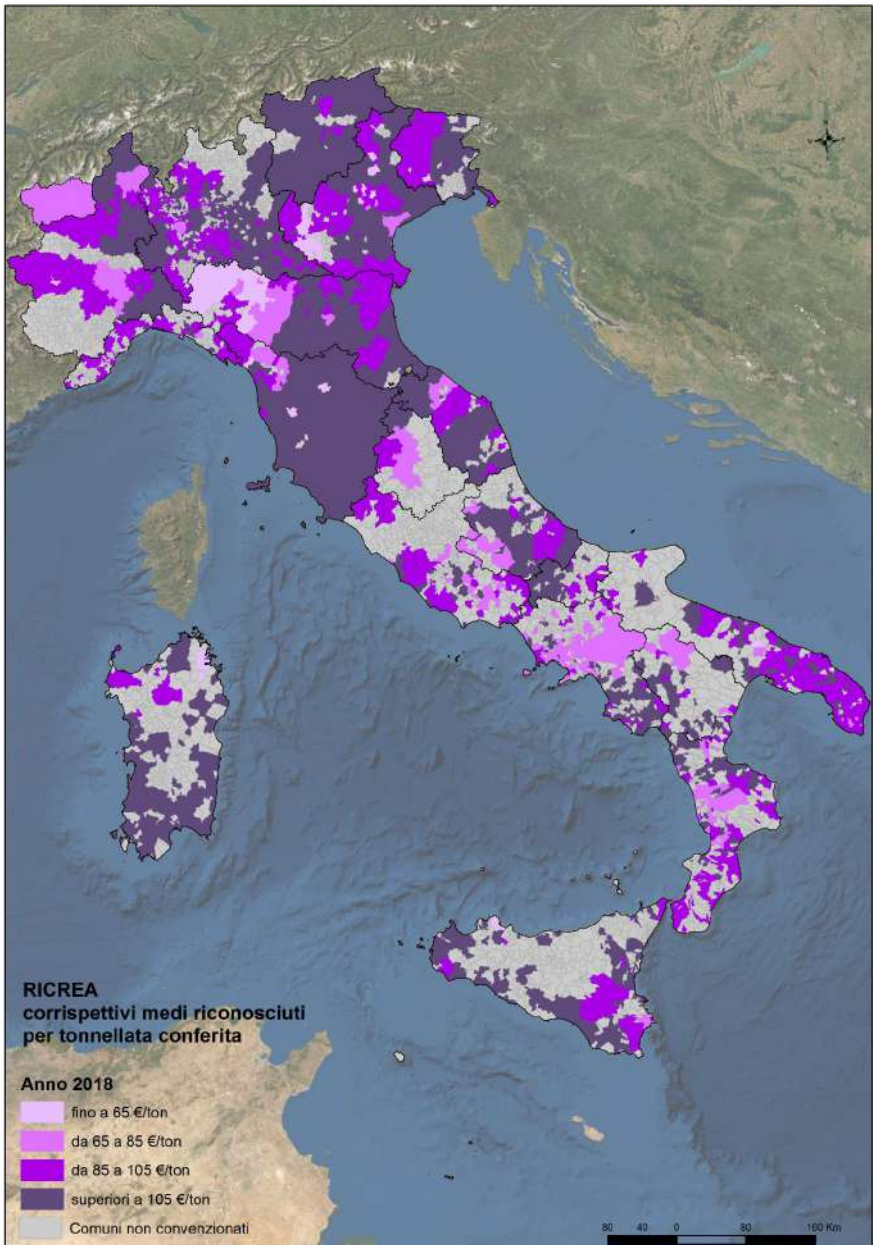 RICREA
corrispettivi medi riconosciuti
per tonnellata conferita
Anno 2018
fino a 65 €/ton
da 65 a 85 €/ton
da 85 a 105 €/ton
superiori a 105 €/ton
Comuni non convenzionati
80 40 0 80 160 Km